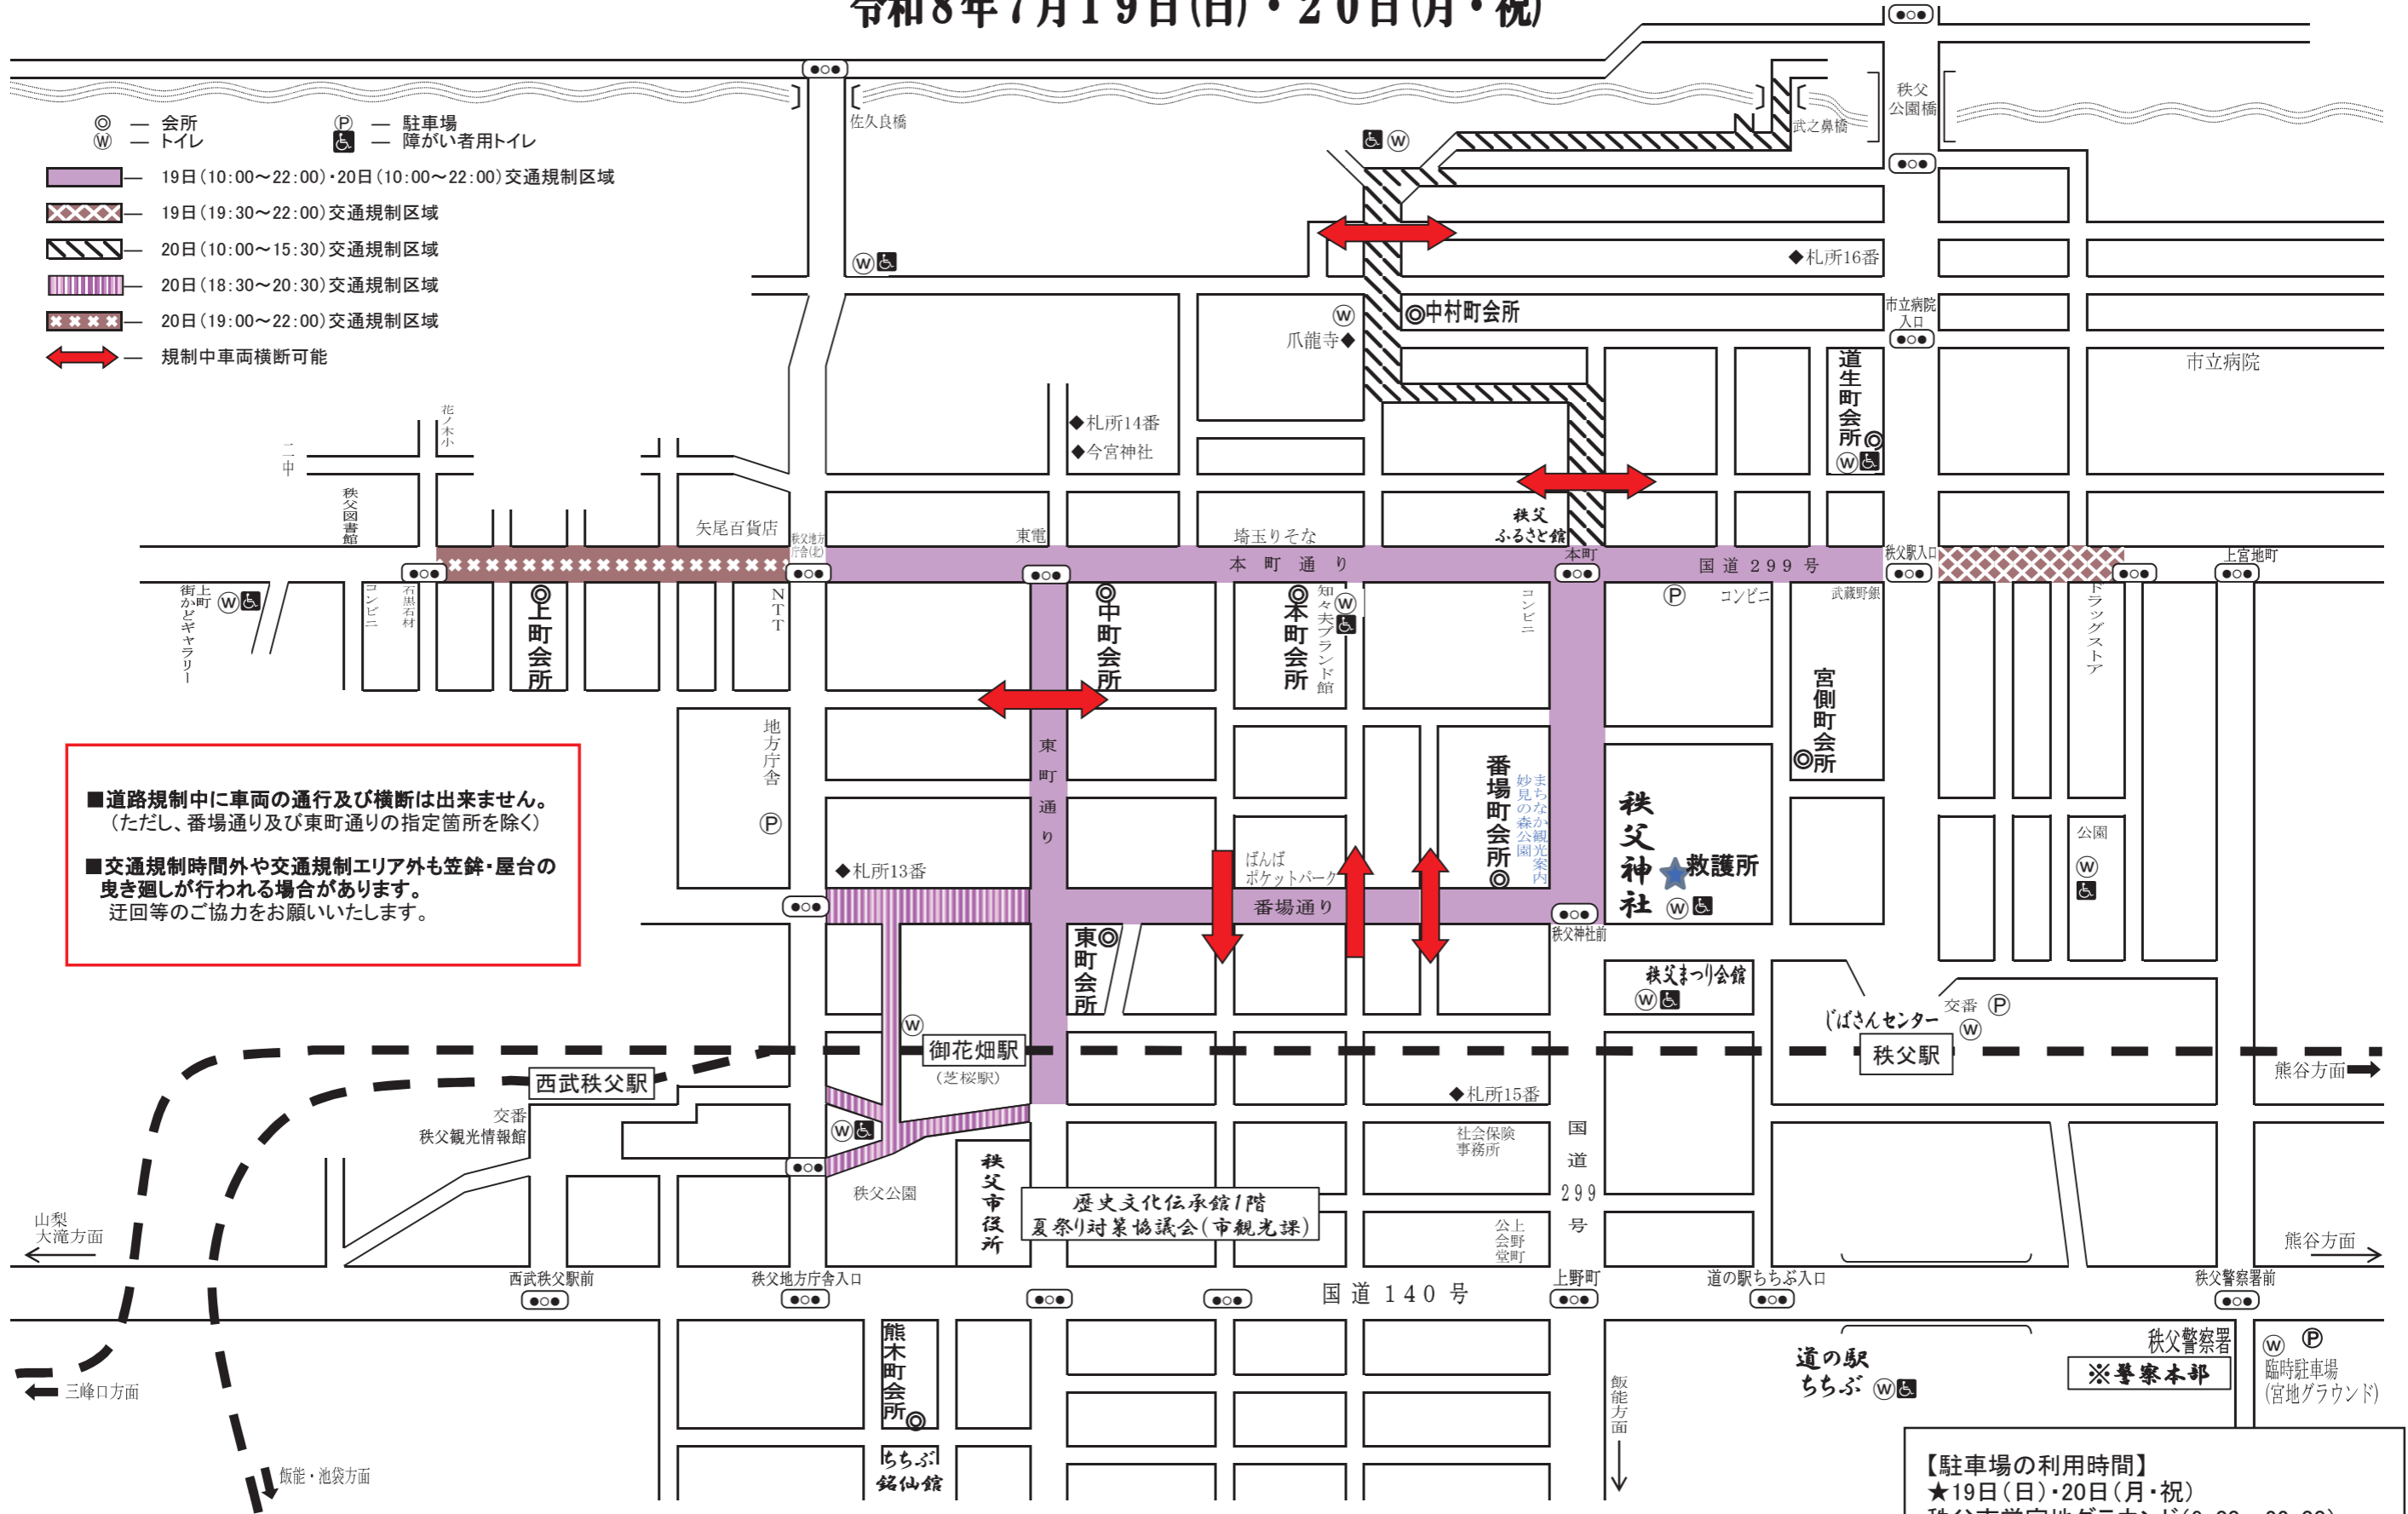 令和8年7月19日(日)・20日(月・祝)
◎ ― 会所
Ⓟ ― 駐車場
Ⓦ ― トイレ
♿ ― 障がい者用トイレ
― 19日(10:00～22:00)・20日(10:00～22:00)交通規制区域
― 19日(19:30～22:00)交通規制区域
― 20日(10:00～15:30)交通規制区域
― 20日(18:30～20:30)交通規制区域
― 20日(19:00～22:00)交通規制区域
― 規制中車両横断可能
佐久良橋
武之鼻橋
秩父
公園橋
◆札所16番
◎中村町会所
爪龍寺◆
市立病院
入口
市立病院
道生町会所◎
◆札所14番
◆今宮神社
花ノ木小
二中
秩父図書館
矢尾百貨店
秩父地方
庁舎(北)
東電
埼玉りそな
秩父
ふるさと館
本町通り
本町
国道299号
秩父駅入口
上宮地町
上町
街かどギャラリー
コンビニ
石黒石材
◎上町会所
NTT
◎中町会所
◎本町会所
知々夫ブランド館
コンビニ
Ⓟ
コンビニ
武蔵野銀
ドラッグストア
宮側町会所
◎
地方庁舎
Ⓟ
東町通り
番場町会所◎
まちなか観光案内
妙見の森公園
秩父神社
救護所
公園
■道路規制中に車両の通行及び横断は出来ません。
(ただし、番場通り及び東町通りの指定箇所を除く)
■交通規制時間外や交通規制エリア外も笠鉾・屋台の
曳き廻しが行われる場合があります。
迂回等のご協力をお願いいたします。
◆札所13番
ばんば
ポケットパーク
番場通り
秩父神社前
東町会所◎
秩父まつり会館
じばさんセンター
交番 Ⓟ
Ⓦ
御花畑駅
(芝桜駅)
秩父駅
熊谷方面
西武秩父駅
交番
秩父観光情報館
◆札所15番
社会保険
事務所
国道299号
秩父公園
秩父市役所
歴史文化伝承館1階
夏祭り対策協議会(市観光課)
上野町
公会堂
山梨
大滝方面
熊谷方面
西武秩父駅前
秩父地方庁舎入口
国道140号
上野町
道の駅ちちぶ入口
秩父警察署前
熊木町会所◎
ちちぶ
銘仙館
飯能方面
道の駅
ちちぶ
秩父警察署
※警察本部
Ⓦ Ⓟ
臨時駐車場
(宮地グラウンド)
三峰口方面
飯能・池袋方面
【駐車場の利用時間】
★19日(日)・20日(月・祝)